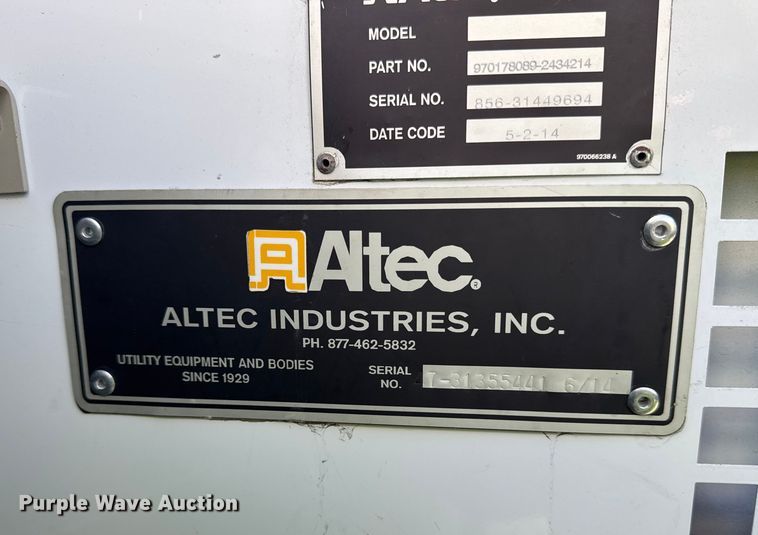 MODEL
PART NO. 970178089-2434214
SERIAL NO. 856-31449694
DATE CODE 5-2-14
970066238 A
Altec®
ALTEC INDUSTRIES, INC.
PH. 877-462-5832
UTILITY EQUIPMENT AND BODIES
SINCE 1929
SERIAL
NO. T-31355441 6/14
Purple Wave Auction